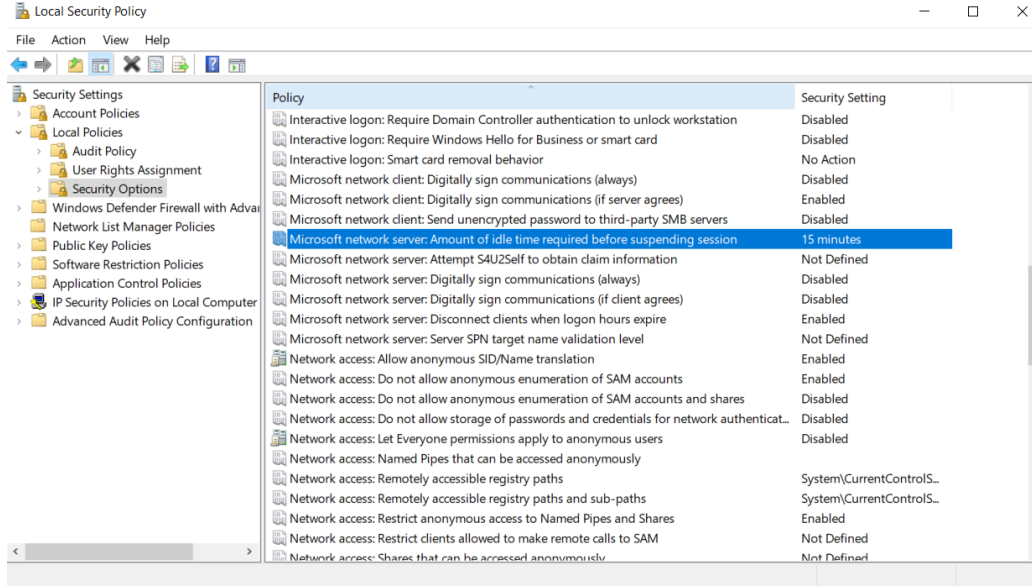 Local Security Policy
File Action View Help
Security Settings
Account Policies
Local Policies
Audit Policy
User Rights Assignment
Security Options
Windows Defender Firewall with Adva
Network List Manager Policies
Public Key Policies
Software Restriction Policies
Application Control Policies
IP Security Policies on Local Computer
Advanced Audit Policy Configuration
Policy Security Setting
Interactive logon: Require Domain Controller authentication to unlock workstation Disabled
Interactive logon: Require Windows Hello for Business or smart card Disabled
Interactive logon: Smart card removal behavior No Action
Microsoft network client: Digitally sign communications (always) Disabled
Microsoft network client: Digitally sign communications (if server agrees) Enabled
Microsoft network client: Send unencrypted password to third-party SMB servers Disabled
Microsoft network server: Amount of idle time required before suspending session 15 minutes
Microsoft network server: Attempt S4U2Self to obtain claim information Not Defined
Microsoft network server: Digitally sign communications (always) Disabled
Microsoft network server: Digitally sign communications (if client agrees) Disabled
Microsoft network server: Disconnect clients when logon hours expire Enabled
Microsoft network server: Server SPN target name validation level Not Defined
Network access: Allow anonymous SID/Name translation Enabled
Network access: Do not allow anonymous enumeration of SAM accounts Enabled
Network access: Do not allow anonymous enumeration of SAM accounts and shares Disabled
Network access: Do not allow storage of passwords and credentials for network authenticat... Disabled
Network access: Let Everyone permissions apply to anonymous users Disabled
Network access: Named Pipes that can be accessed anonymously
Network access: Remotely accessible registry paths System\CurrentControlS...
Network access: Remotely accessible registry paths and sub-paths System\CurrentControlS...
Network access: Restrict anonymous access to Named Pipes and Shares Enabled
Network access: Restrict clients allowed to make remote calls to SAM Not Defined
Network access: Shares that can be accessed anonymously Not Defined